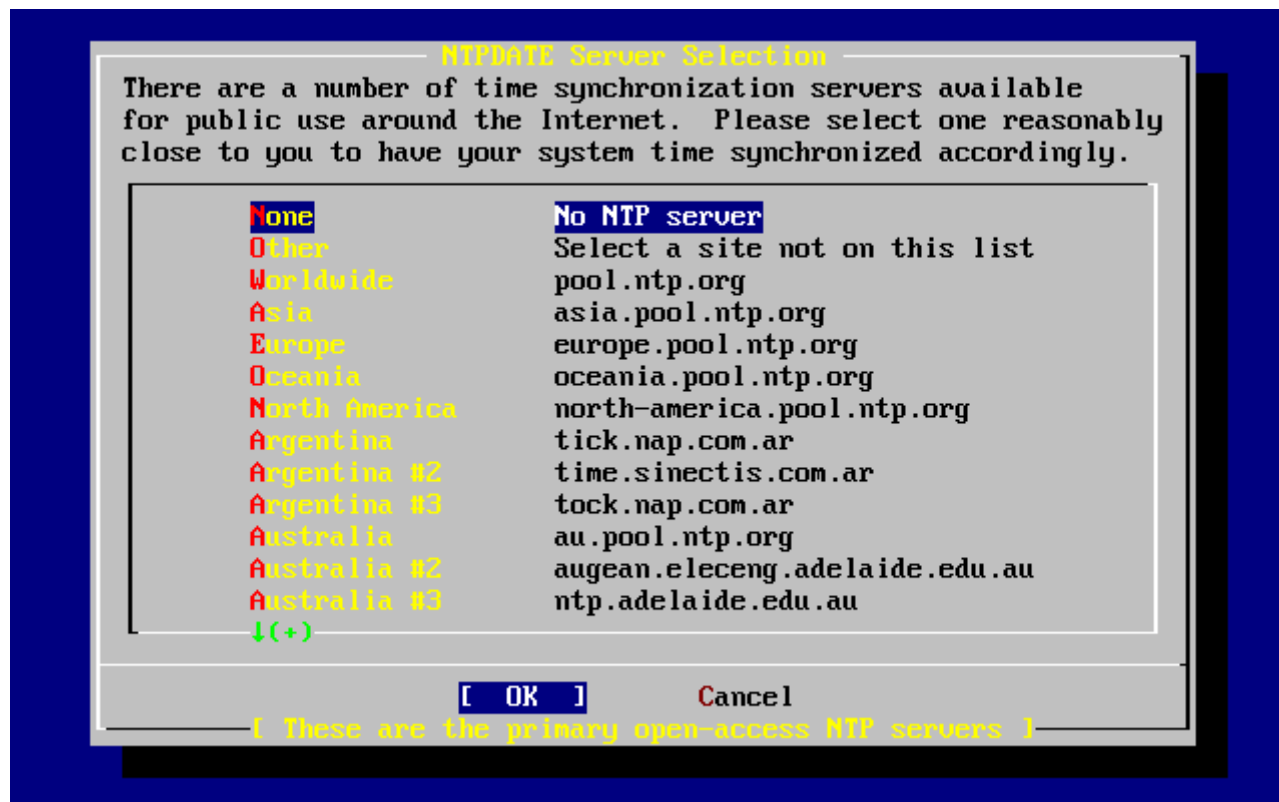 NTPDATE Server Selection
There are a number of time synchronization servers available
for public use around the Internet.  Please select one reasonably
close to you to have your system time synchronized accordingly.
None No NTP server
Other Select a site not on this list
Worldwide pool.ntp.org
Asia asia.pool.ntp.org
Europe europe.pool.ntp.org
Oceania oceania.pool.ntp.org
North America north-america.pool.ntp.org
Argentina tick.nap.com.ar
Argentina #2 time.sinectis.com.ar
Argentina #3 tock.nap.com.ar
Australia au.pool.ntp.org
Australia #2 augean.eleceng.adelaide.edu.au
Australia #3 ntp.adelaide.edu.au
↓(+)
[ OK ] Cancel
[ These are the primary open-access NTP servers ]